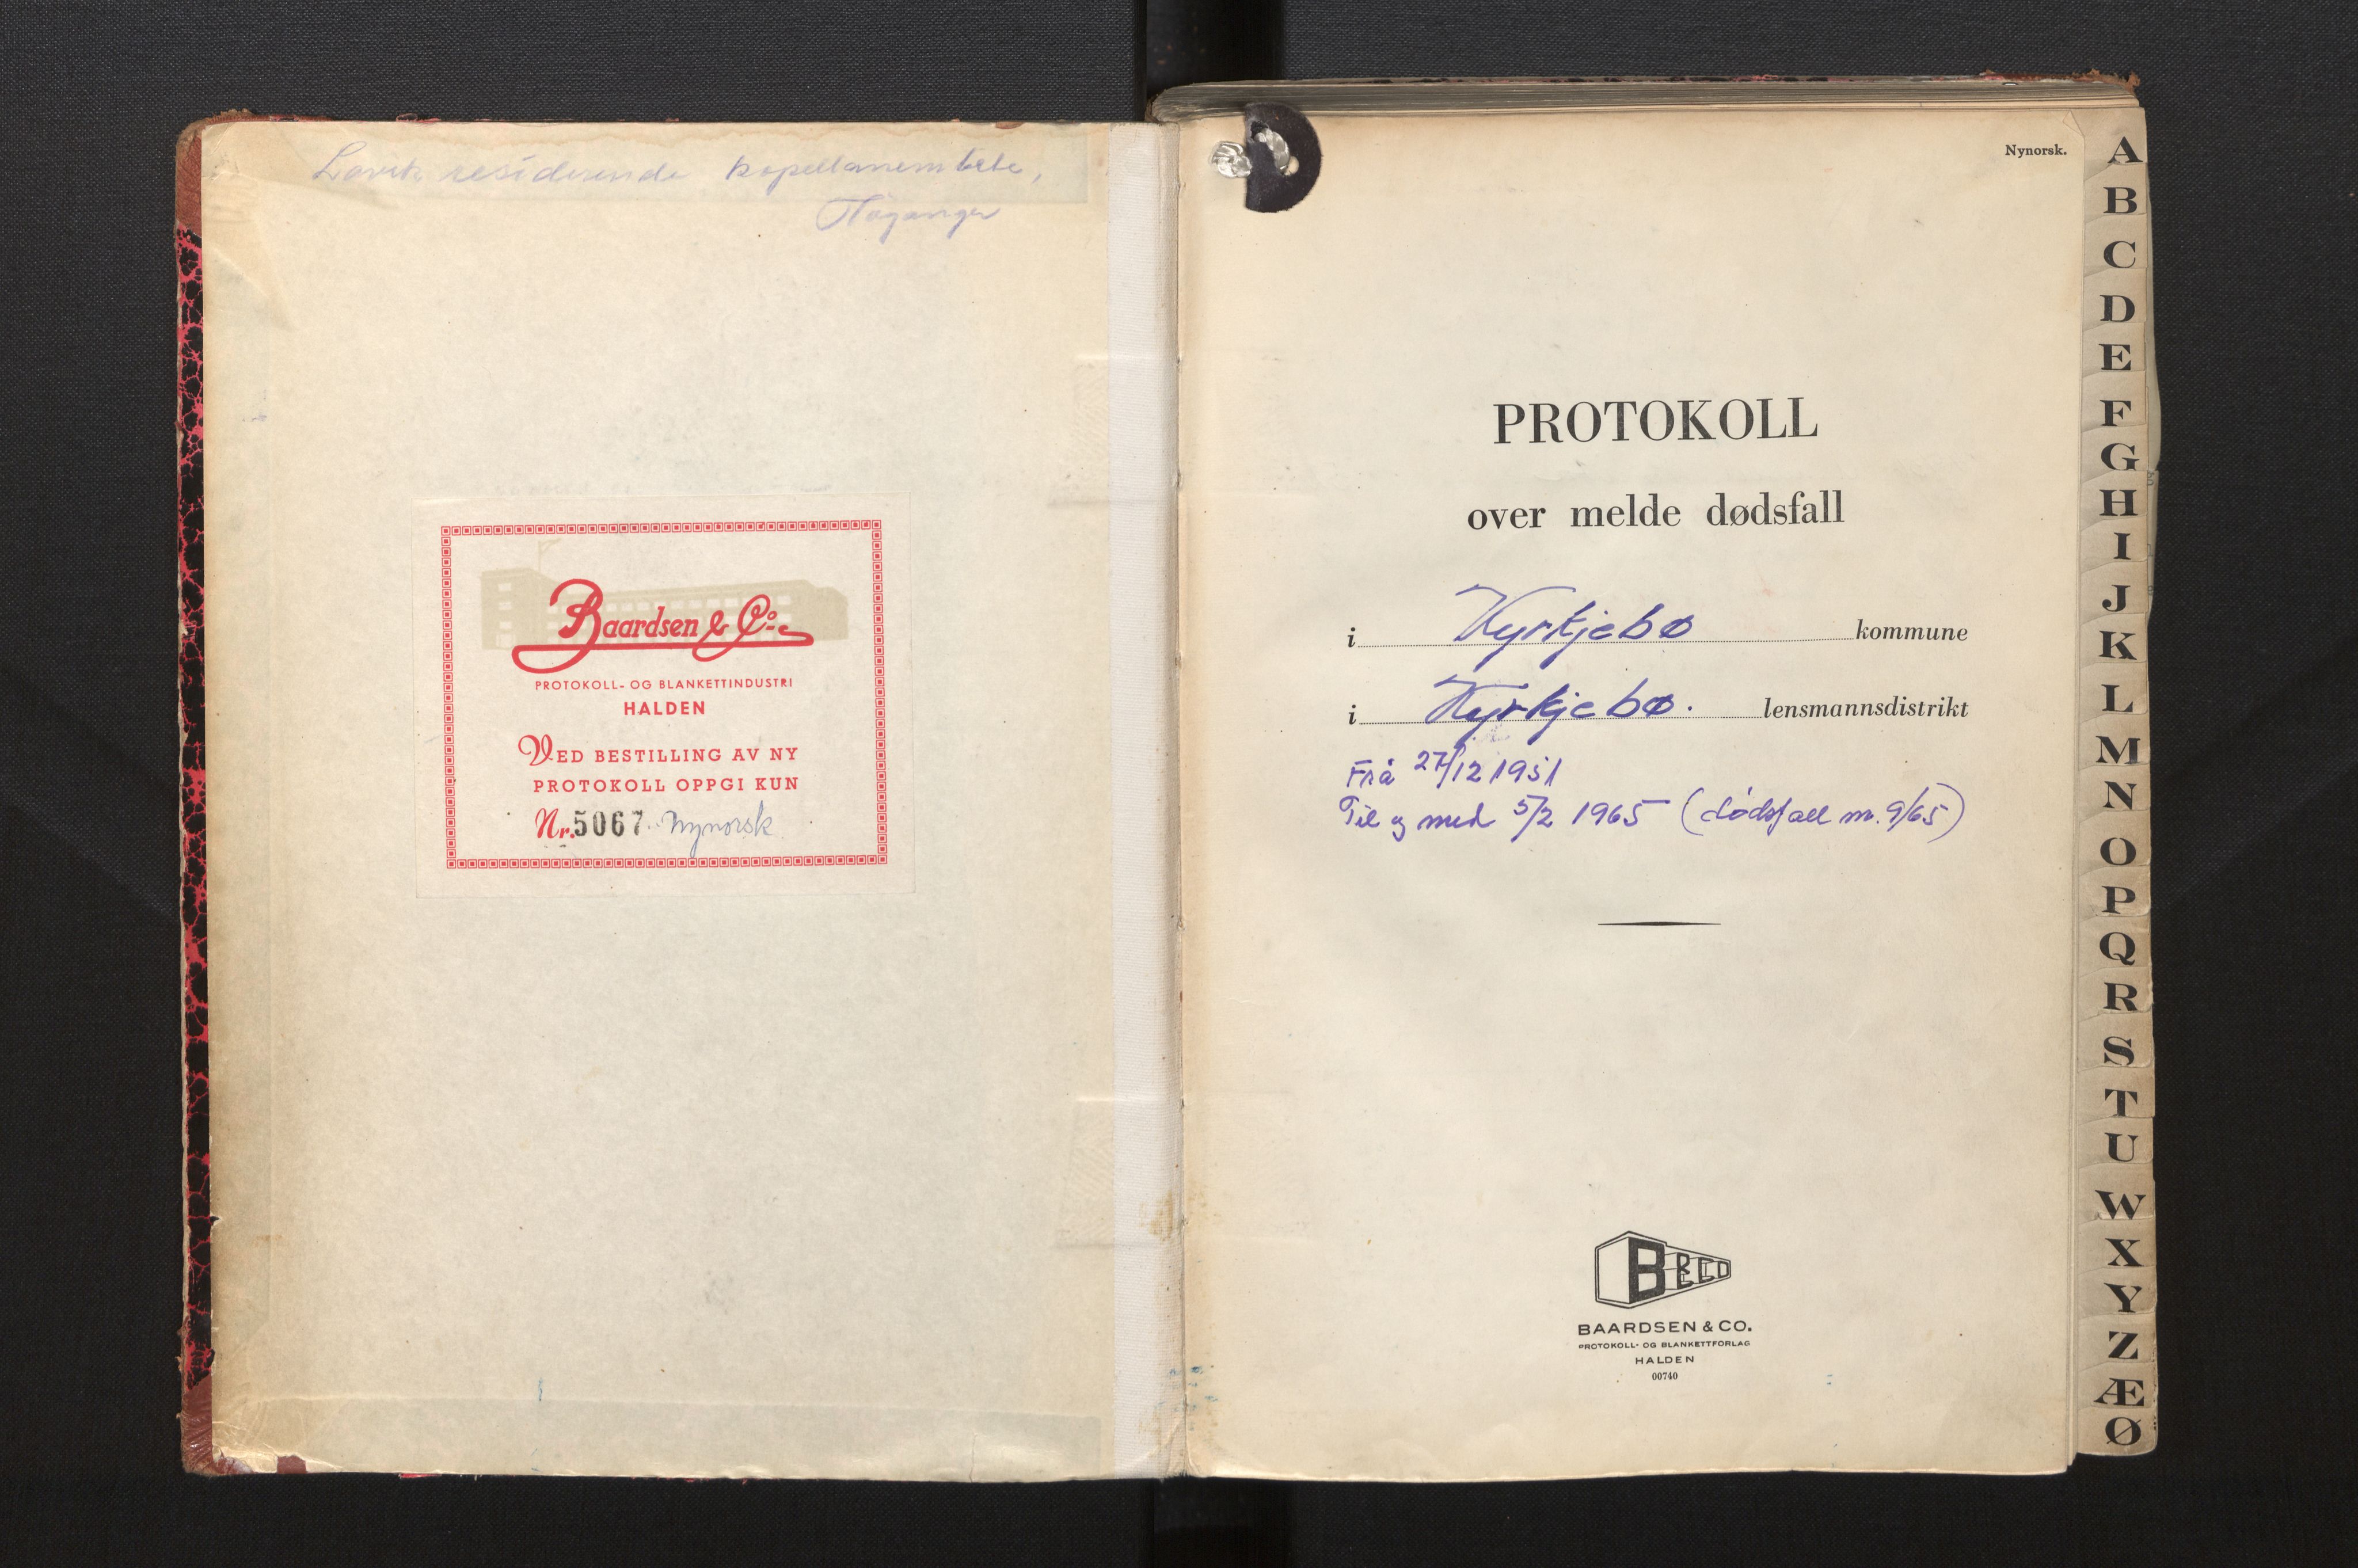 Lavik residerende kapellanembete,
Høyanger
Baardsen & Co.
PROTOKOLL- OG BLANKETTINDUSTRI
HALDEN
VED BESTILLING AV NY
PROTOKOLL OPPGI KUN
Nr. 5067 Nynorsk
Nynorsk.
PROTOKOLL
over melde dødsfall
i Kyrkjebø kommune
i Kyrkjebø. lensmannsdistrikt
Frå 27/12 1951
Til og med 5/2 1965 (dødsfall nr. 9/65)
B&CO
BAARDSEN & CO.
PROTOKOLL- OG BLANKETTFORLAG
HALDEN
00740
A
B
C
D
E
F
G
H
I
J
K
L
M
N
O
P
Q
R
S
T
U
W
X
Y
Z
Æ
Ø